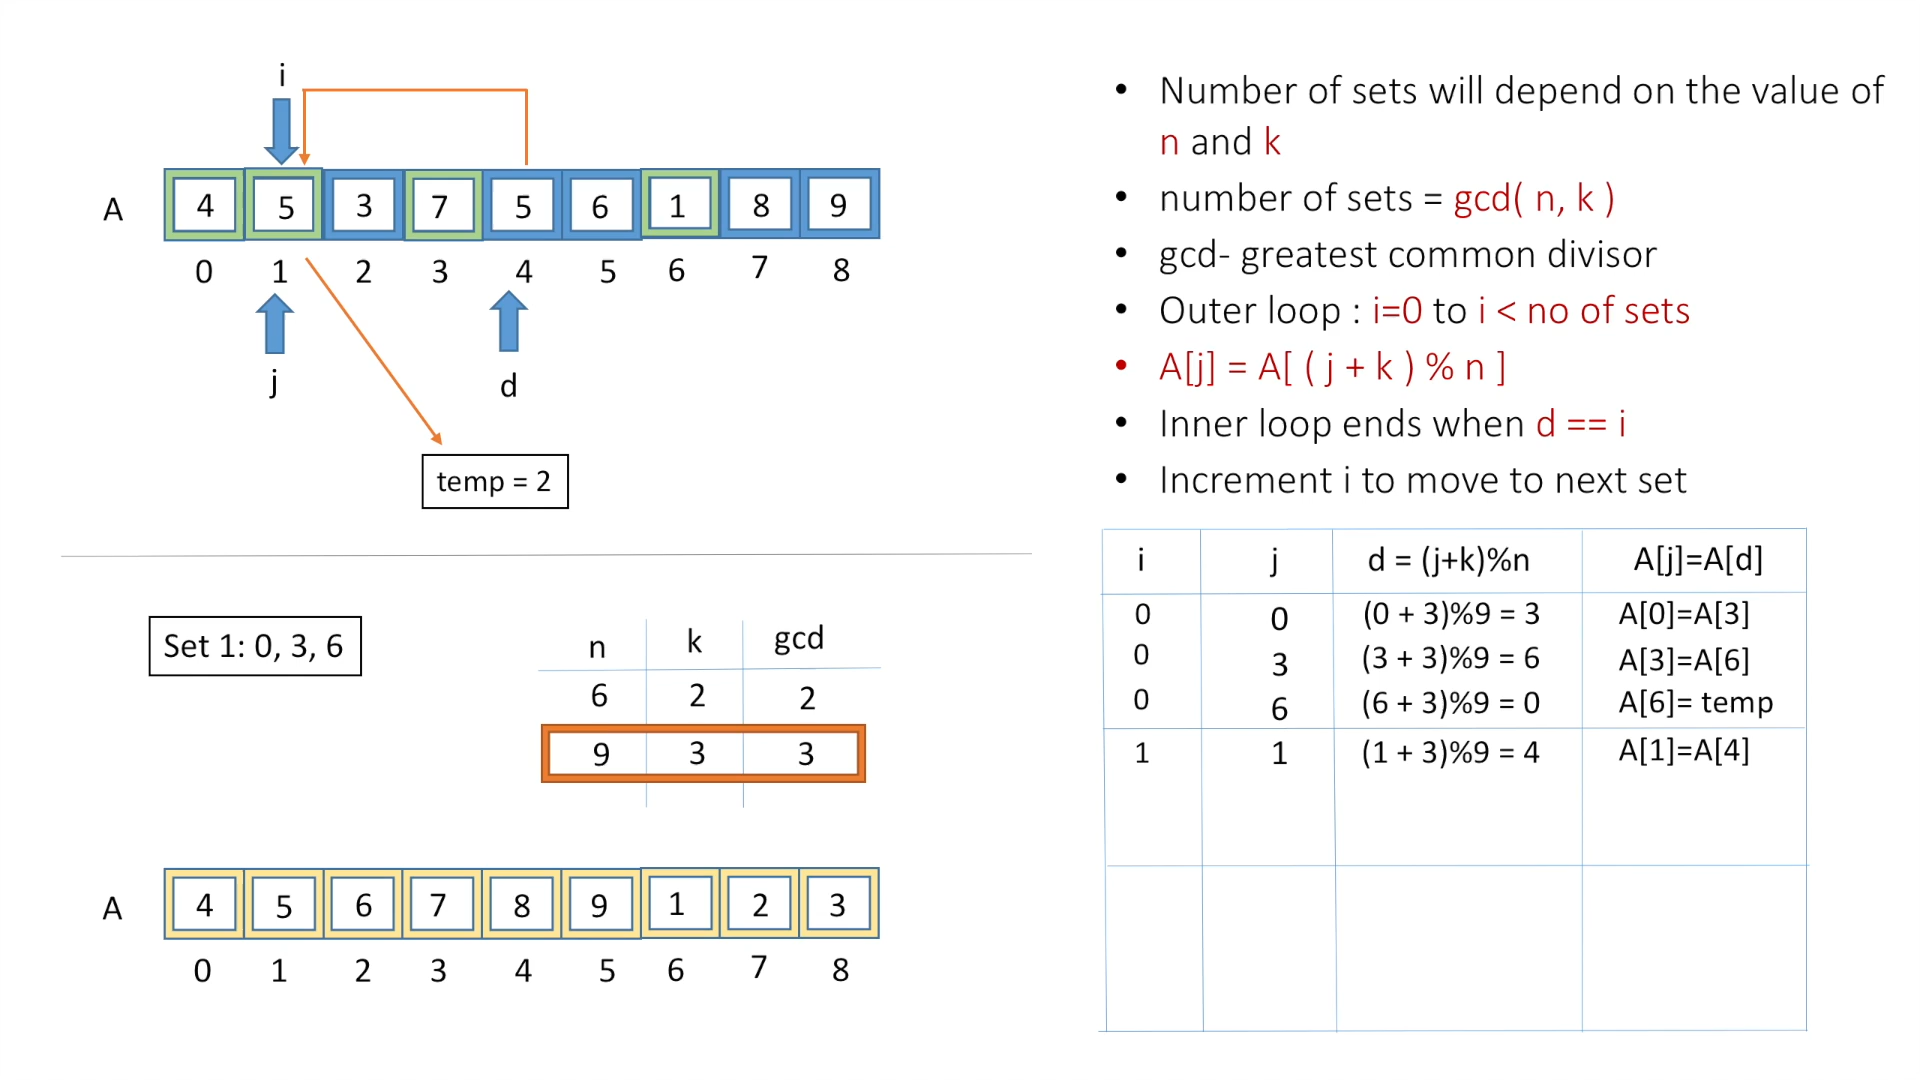 i
A 4 5 3 7 5 6 1 8 9
0 1 2 3 4 5 6 7 8
j d
temp = 2
Set 1: 0, 3, 6
n k gcd
6 2 2
9 3 3
A 4 5 6 7 8 9 1 2 3
0 1 2 3 4 5 6 7 8
• Number of sets will depend on the value of
n and k
• number of sets = gcd( n, k )
• gcd- greatest common divisor
• Outer loop : i=0 to i < no of sets
• A[j] = A[ ( j + k ) % n ]
• Inner loop ends when d == i
• Increment i to move to next set
i j d = (j+k)%n A[j]=A[d]
0 0 (0 + 3)%9 = 3 A[0]=A[3]
0 3 (3 + 3)%9 = 6 A[3]=A[6]
0 6 (6 + 3)%9 = 0 A[6]= temp
1 1 (1 + 3)%9 = 4 A[1]=A[4]